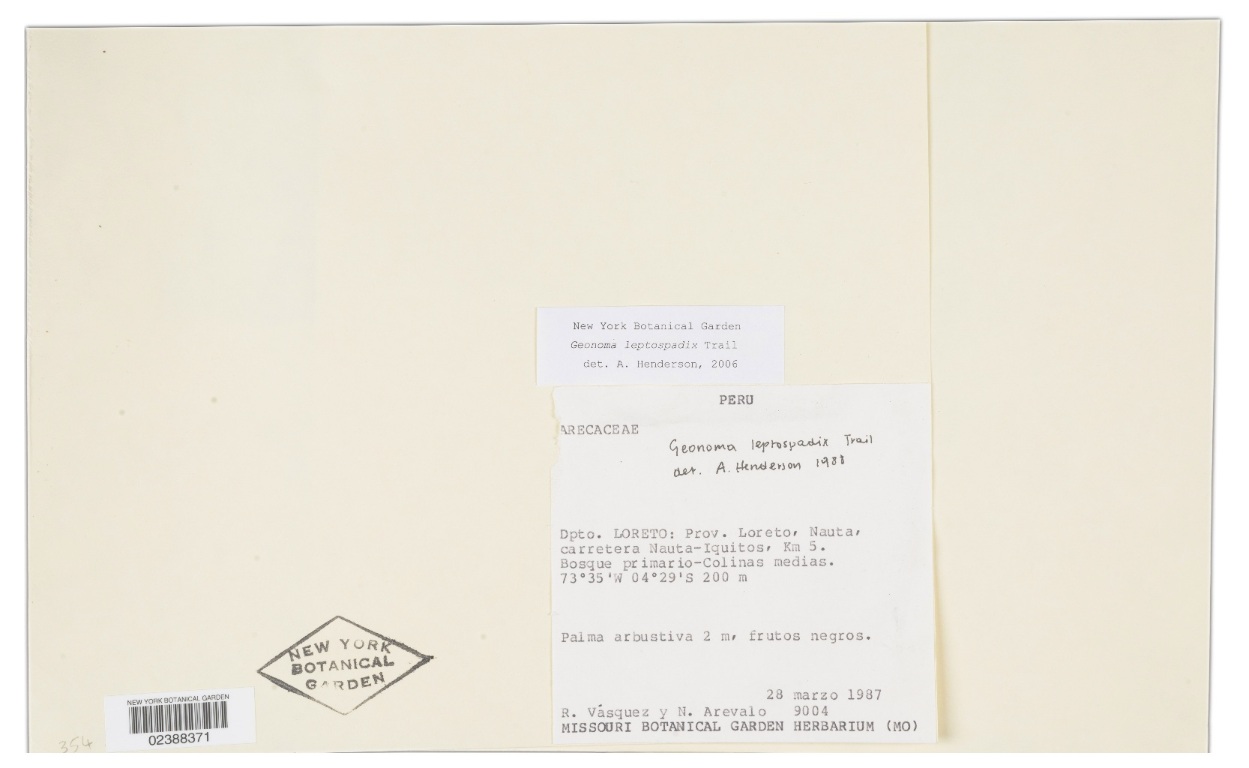 New York Botanical Garden
Geonoma leptospadix Trail
det. A. Henderson, 2006
PERU
ARECACEAE
Geonoma leptospadix Trail
det. A. Henderson 1988
Dpto. LORETO: Prov. Loreto, Nauta,
carretera Nauta-Iquitos, Km 5.
Bosque primario-Colinas medias.
73°35'W 04°29'S 200 m
Palma arbustiva 2 m, frutos negros.
28 marzo 1987
R. Vásquez y N. Arevalo 9004
MISSOURI BOTANICAL GARDEN HERBARIUM (MO)
NEW YORK
BOTANICAL
GARDEN
NEW YORK BOTANICAL GARDEN
02388371
354